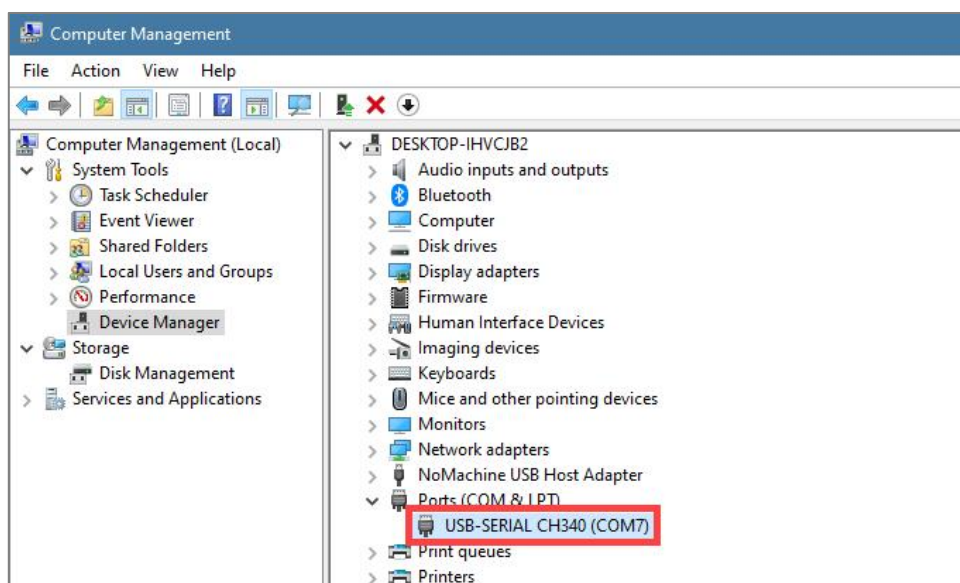 Computer Management
File Action View Help
Computer Management (Local)
System Tools
Task Scheduler
Event Viewer
Shared Folders
Local Users and Groups
Performance
Device Manager
Storage
Disk Management
Services and Applications
DESKTOP-IHVCJB2
Audio inputs and outputs
Bluetooth
Computer
Disk drives
Display adapters
Firmware
Human Interface Devices
Imaging devices
Keyboards
Mice and other pointing devices
Monitors
Network adapters
NoMachine USB Host Adapter
Ports (COM & LPT)
USB-SERIAL CH340 (COM7)
Print queues
Printers